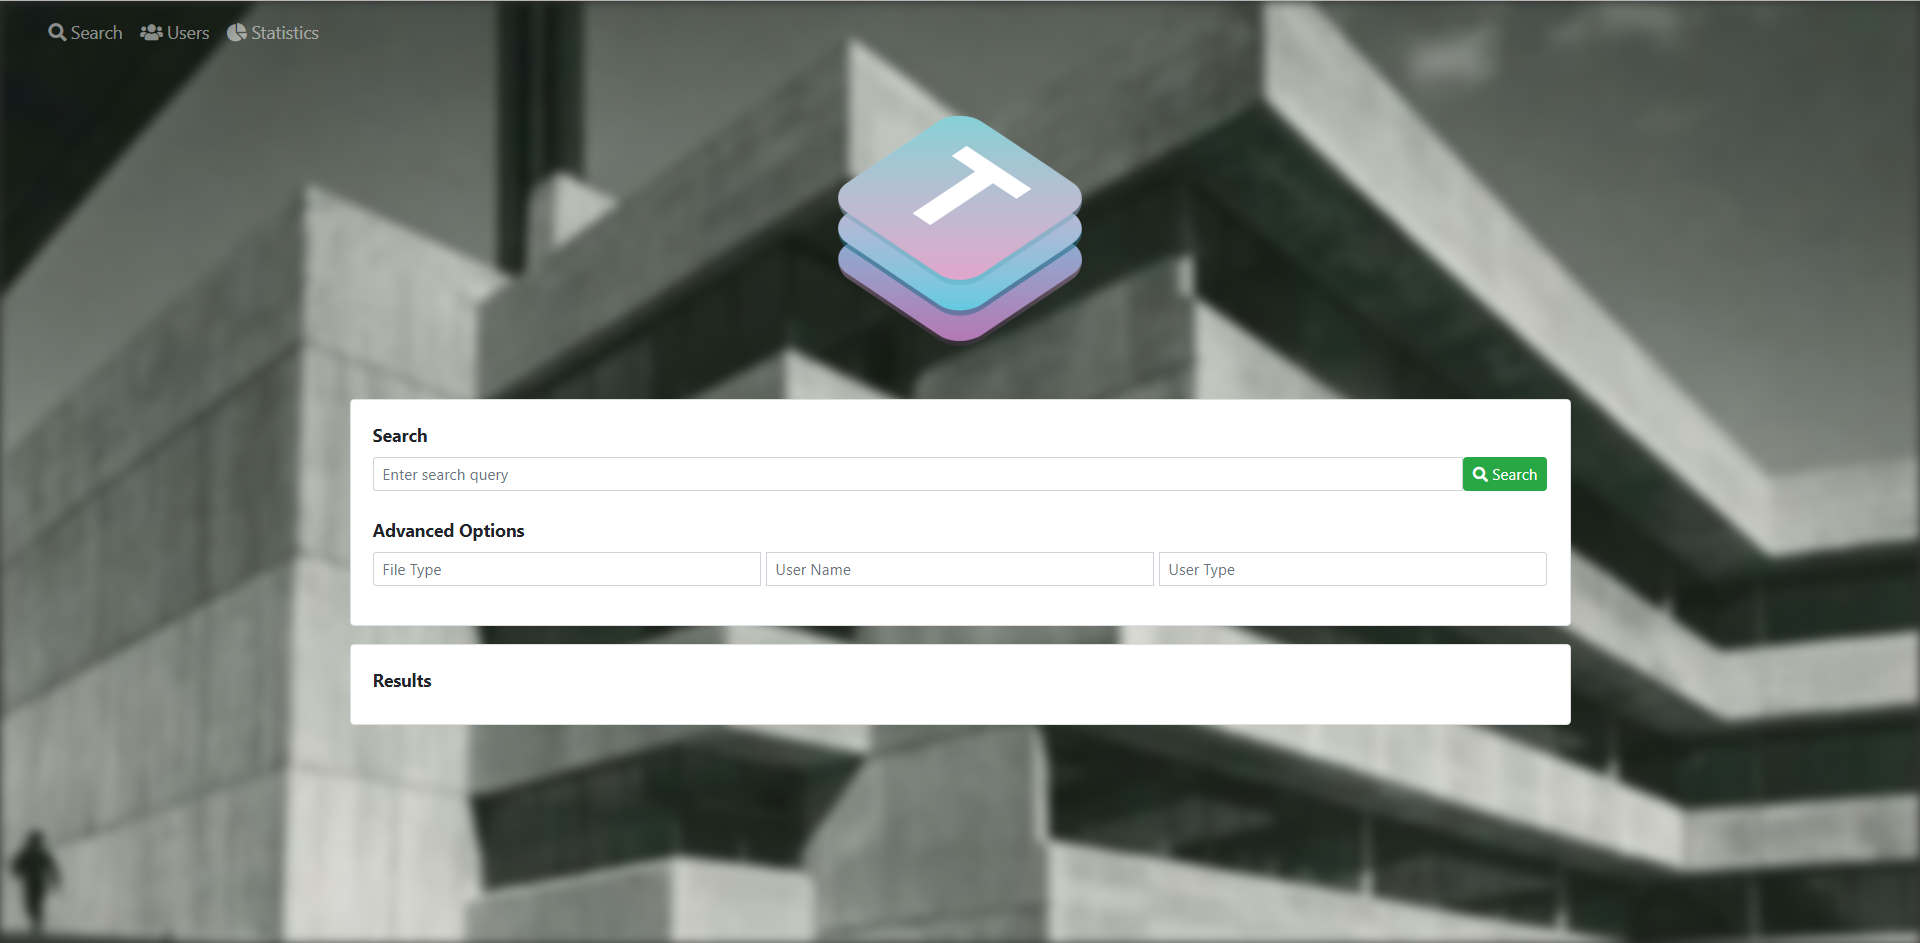 Search Users Statistics
T
Search
Enter search query Search
Advanced Options
File Type User Name User Type
Results